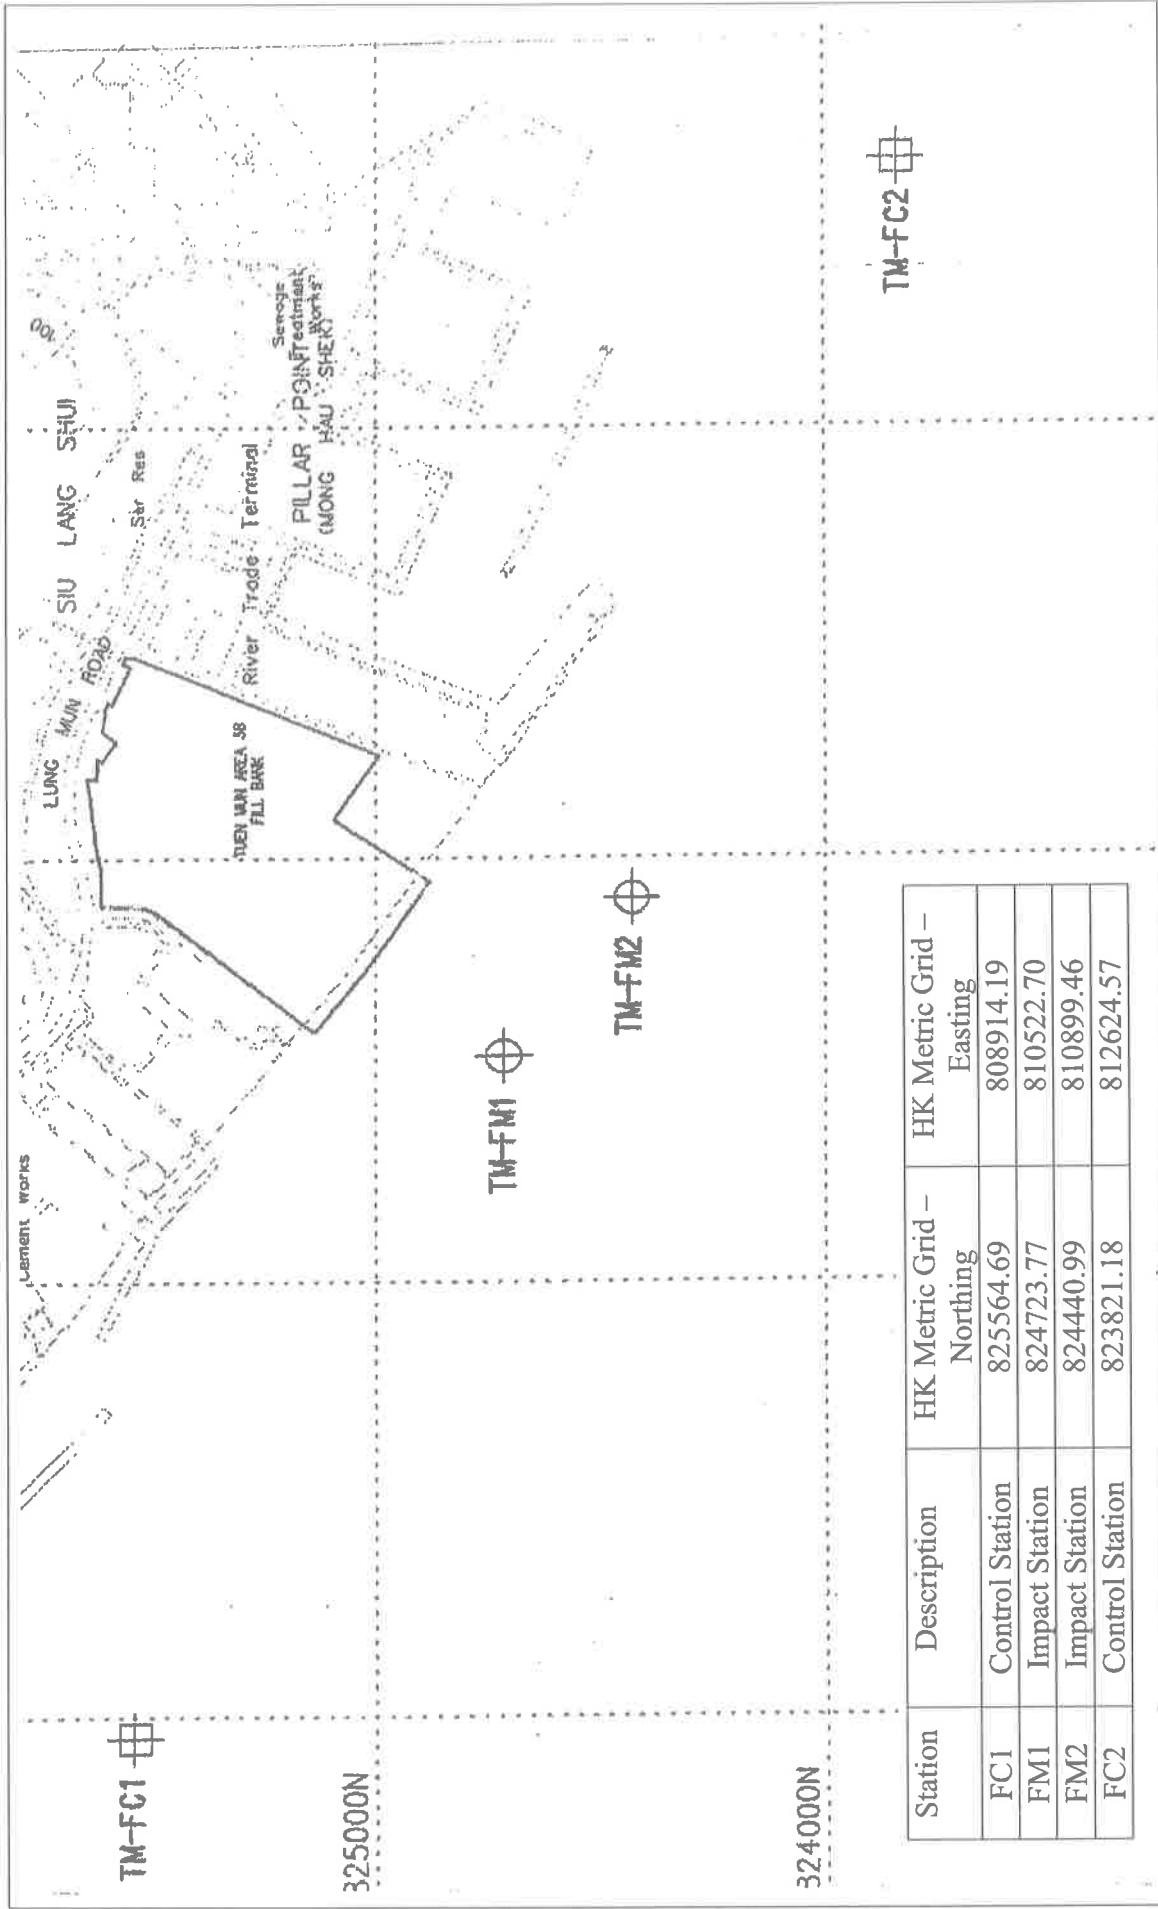 Cement Works
LUNG MUN ROAD
SIU LANG SHUI
100
Ser Res
TUEN MUN AREA 38
FILL BANK
River Trade Terminal
PILLAR POINT
(MONG HAU SHEK)
Sewage
Treatment
Works
TM-FC1
325000N
TM-FM1
TM-FM2
324000N
TM-FC2
Station Description HK Metric Grid – Northing HK Metric Grid – Easting
FC1 Control Station 825564.69 808914.19
FM1 Impact Station 824723.77 810522.70
FM2 Impact Station 824440.99 810899.46
FC2 Control Station 823821.18 812624.57